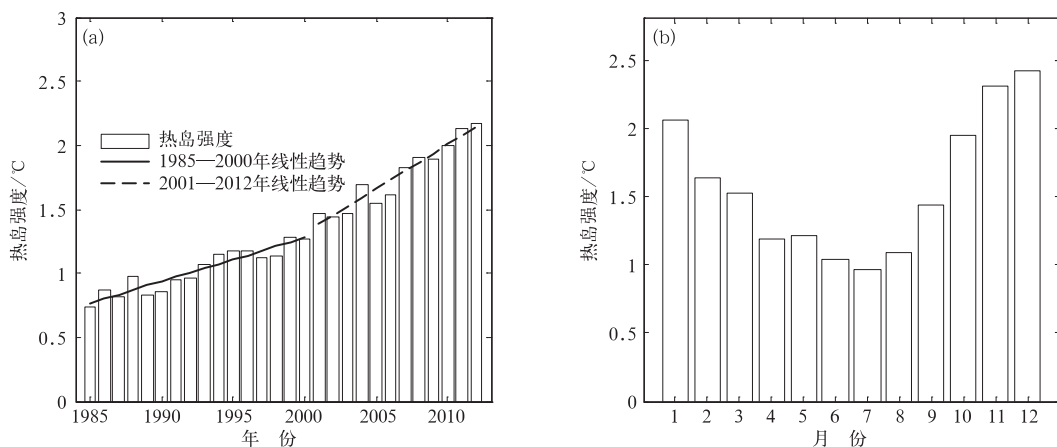 (a)
3
2.5
2
1.5
1
0.5
0
热岛强度/℃
热岛强度
1985—2000年线性趋势
2001—2012年线性趋势
1985 1990 1995 2000 2005 2010
年 份
(b)
2.5
2
1.5
1
0.5
0
热岛强度/℃
1 2 3 4 5 6 7 8 9 10 11 12
月 份